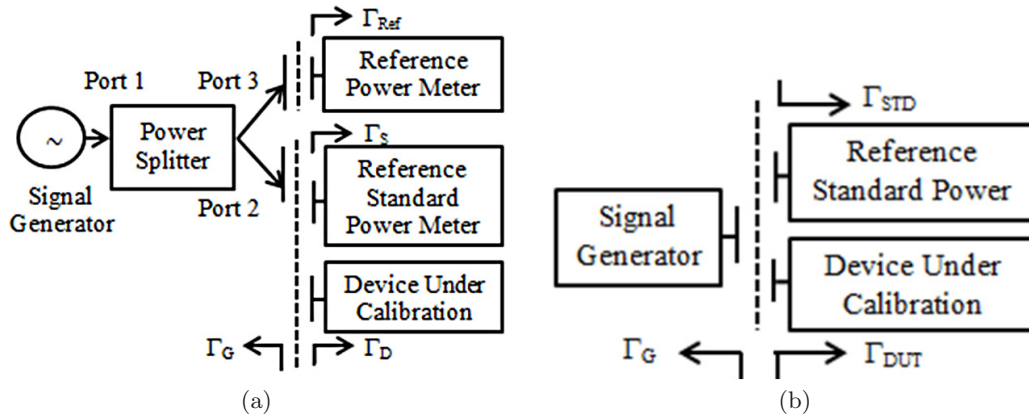 Γ_Ref
Reference
Power Meter
Port 1
Port 3
~
Signal
Generator
Power
Splitter
Port 2
Γ_S
Reference
Standard
Power Meter
Device Under
Calibration
Γ_G
Γ_D
(a)
Γ_STD
Reference
Standard Power
Signal
Generator
Device Under
Calibration
Γ_G
Γ_DUT
(b)